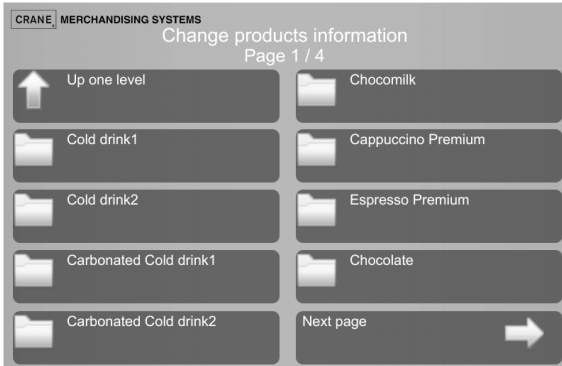 CRANE® MERCHANDISING SYSTEMS
Change products information
Page 1 / 4
Up one level
Chocomilk
Cold drink1
Cappuccino Premium
Cold drink2
Espresso Premium
Carbonated Cold drink1
Chocolate
Carbonated Cold drink2
Next page